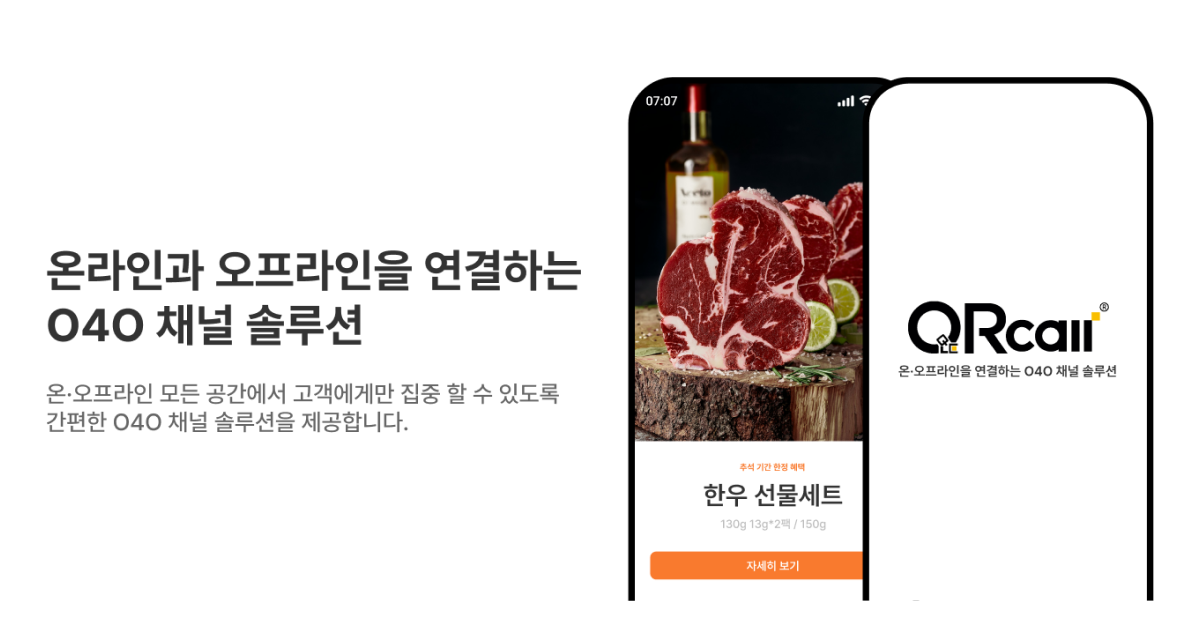 온라인과 오프라인을 연결하는
O4O 채널 솔루션
온·오프라인 모든 공간에서 고객에게만 집중 할 수 있도록
간편한 O4O 채널 솔루션을 제공합니다.
07:07
추석 기간 한정 혜택
한우 선물세트
130g 13g*2팩 / 150g
자세히 보기
QRcall®
온·오프라인을 연결하는 O4O 채널 솔루션